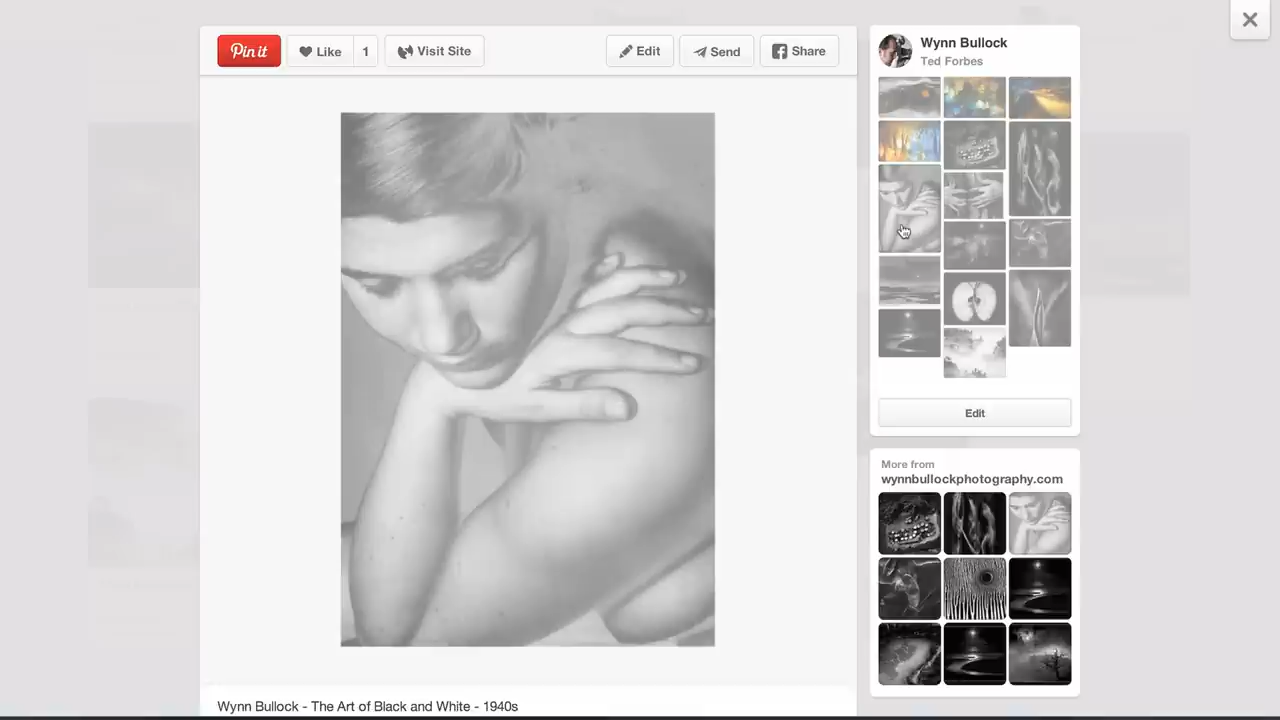 Pin it
Like
1
Visit Site
Edit
Send
Share
Wynn Bullock
Ted Forbes
Edit
More from
wynnbullockphotography.com
Wynn Bullock - The Art of Black and White - 1940s